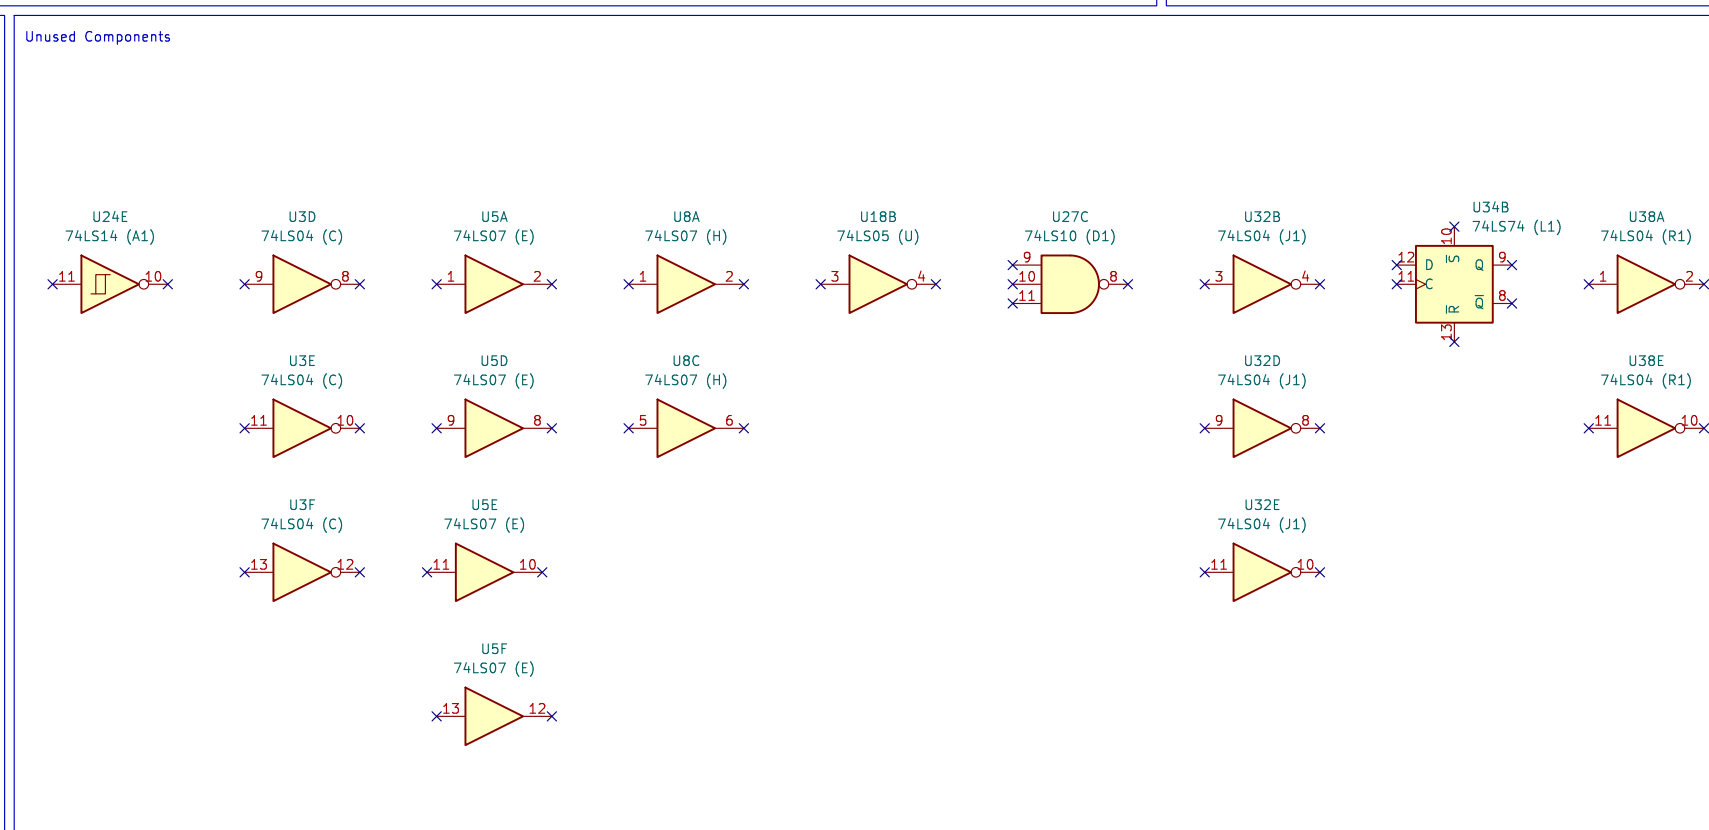 Unused Components
U24E
74LS14 (A1)
11
10
U3D
74LS04 (C)
9
8
U5A
74LS07 (E)
1
2
U8A
74LS07 (H)
1
2
U18B
74LS05 (U)
3
4
U27C
74LS10 (D1)
9
10
11
8
U32B
74LS04 (J1)
3
4
U34B
74LS74 (L1)
10
12
D
S
Q
9
11
C
R
Q
8
13
U38A
74LS04 (R1)
1
2
U3E
74LS04 (C)
11
10
U5D
74LS07 (E)
9
8
U8C
74LS07 (H)
5
6
U32D
74LS04 (J1)
9
8
U38E
74LS04 (R1)
11
10
U3F
74LS04 (C)
13
12
U5E
74LS07 (E)
11
10
U32E
74LS04 (J1)
11
10
U5F
74LS07 (E)
13
12